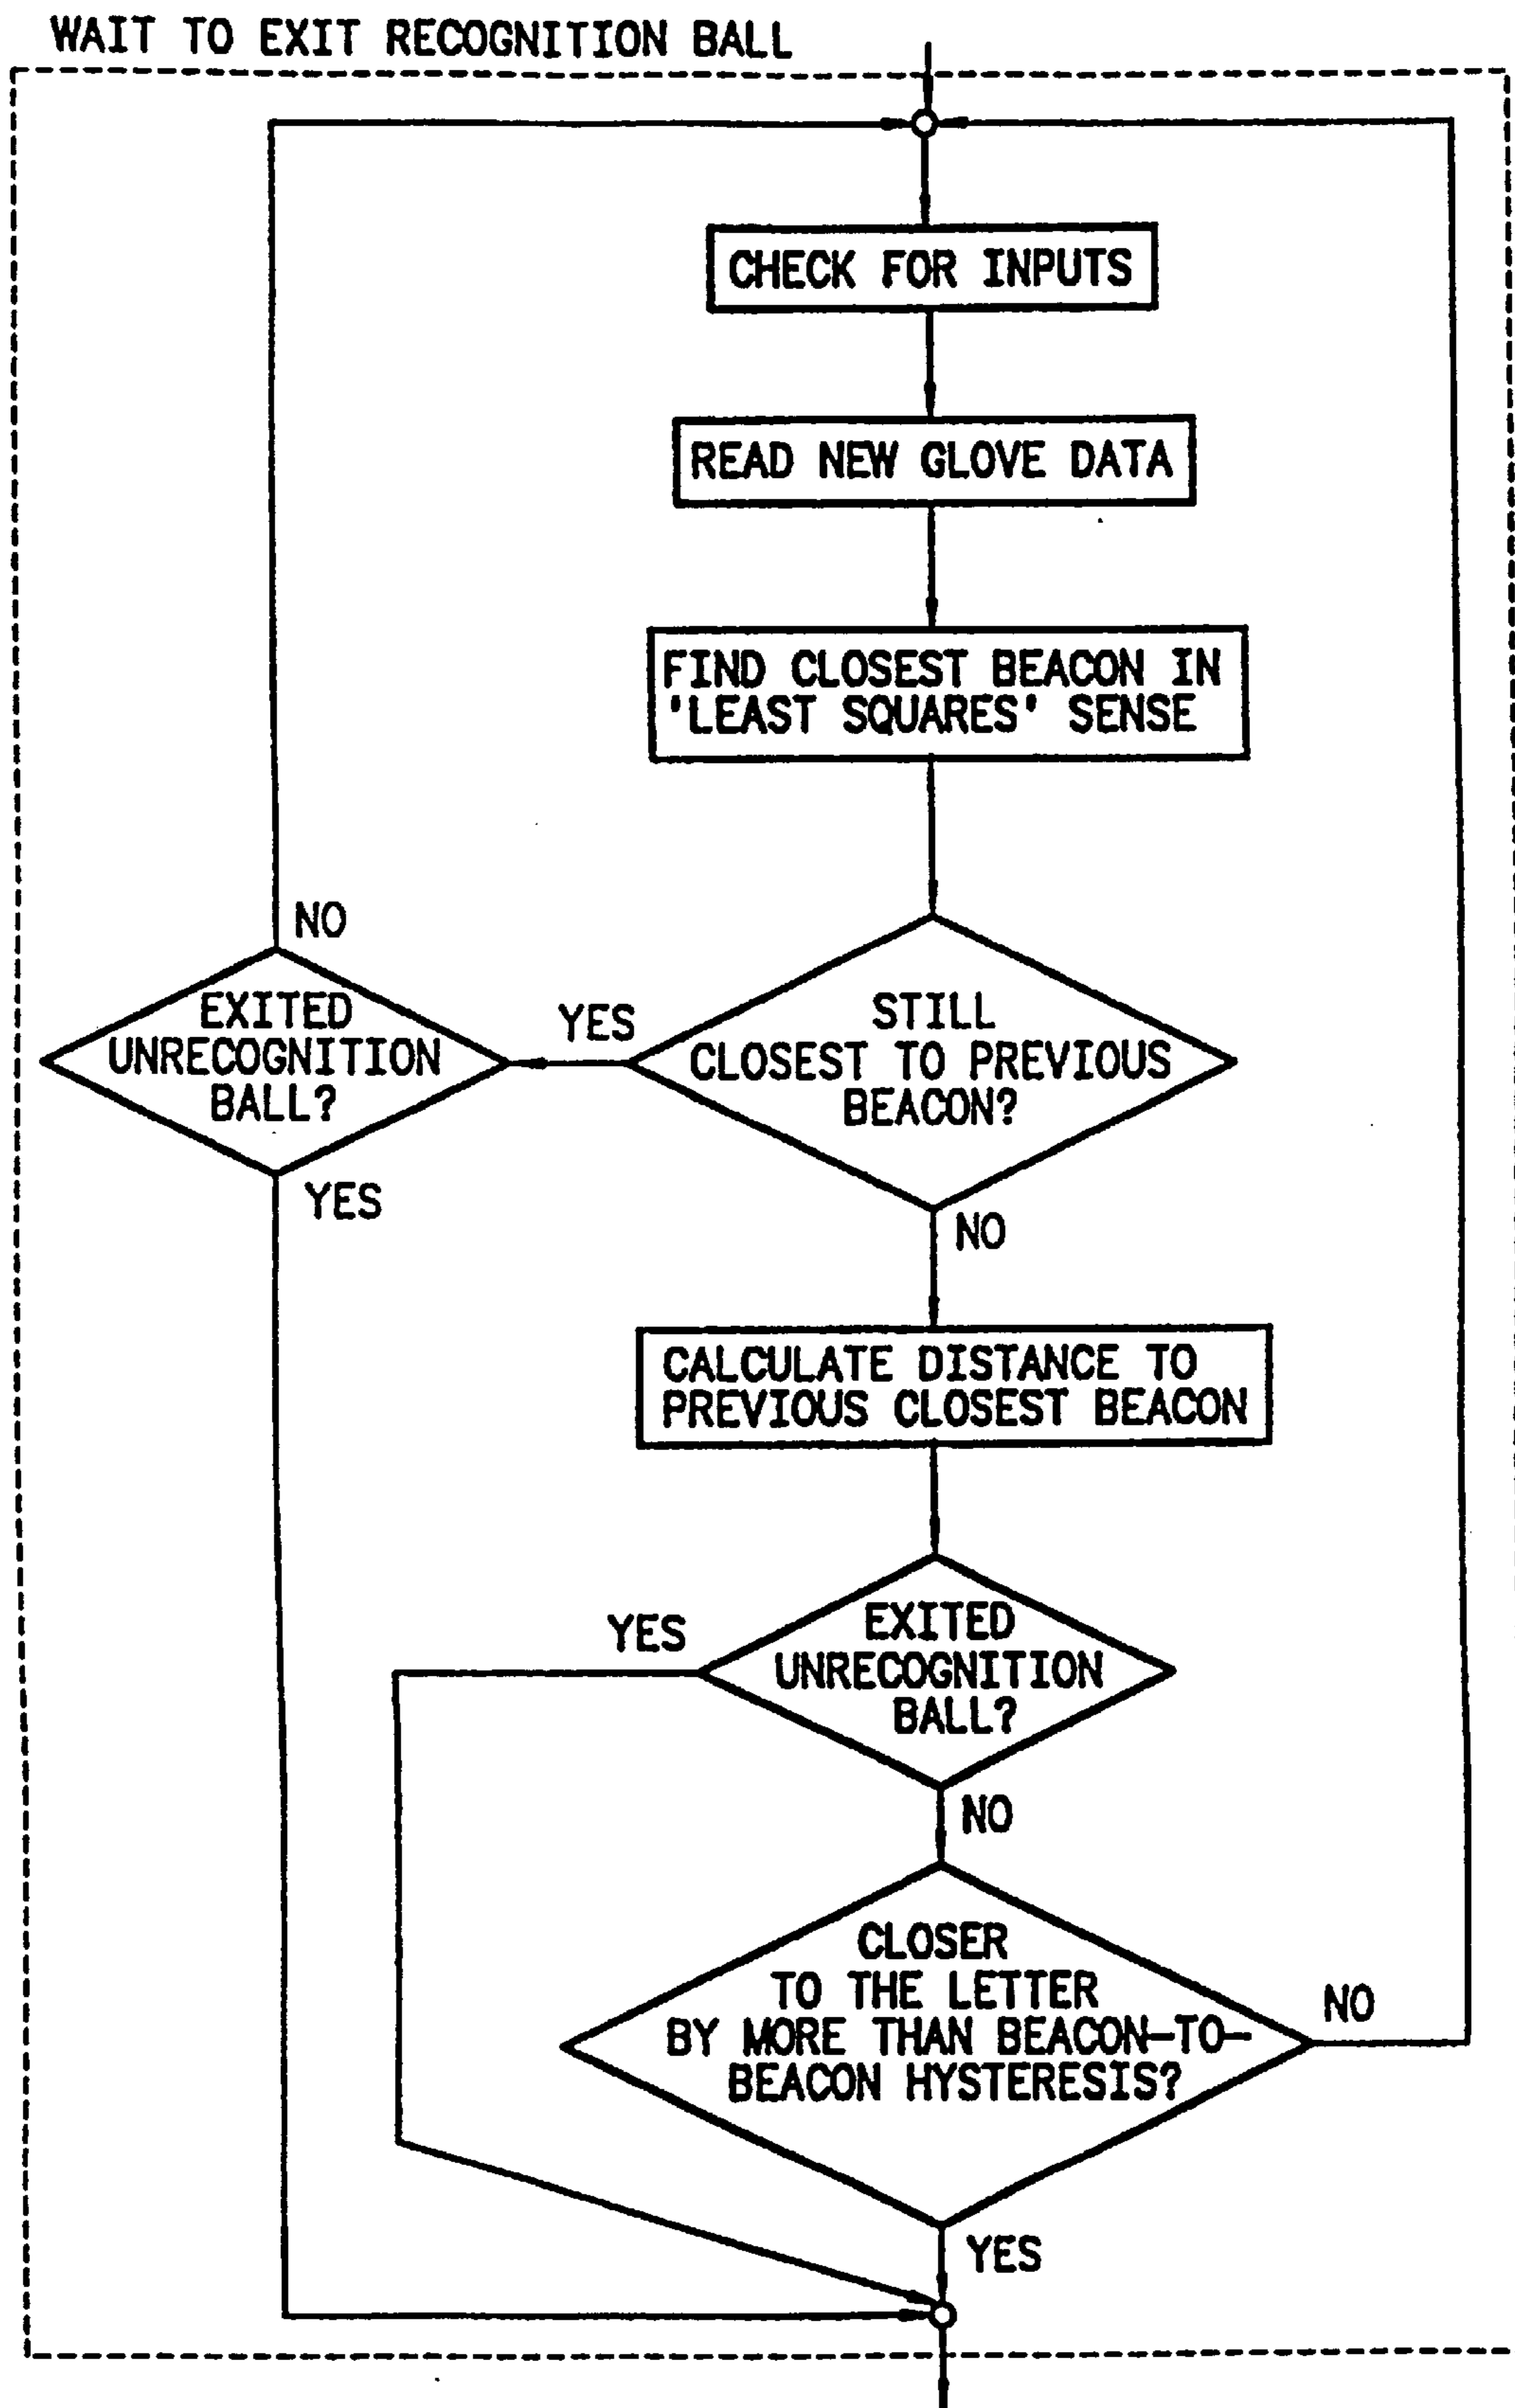 WAIT TO EXIT RECOGNITION BALL
CHECK FOR INPUTS
READ NEW GLOVE DATA
FIND CLOSEST BEACON IN
'LEAST SQUARES' SENSE
NO
EXITED
UNRECOGNITION
BALL?
YES
YES
STILL
CLOSEST TO PREVIOUS
BEACON?
NO
CALCULATE DISTANCE TO
PREVIOUS CLOSEST BEACON
YES
EXITED
UNRECOGNITION
BALL?
NO
CLOSER
TO THE LETTER
BY MORE THAN BEACON-TO-
BEACON HYSTERESIS?
NO
YES